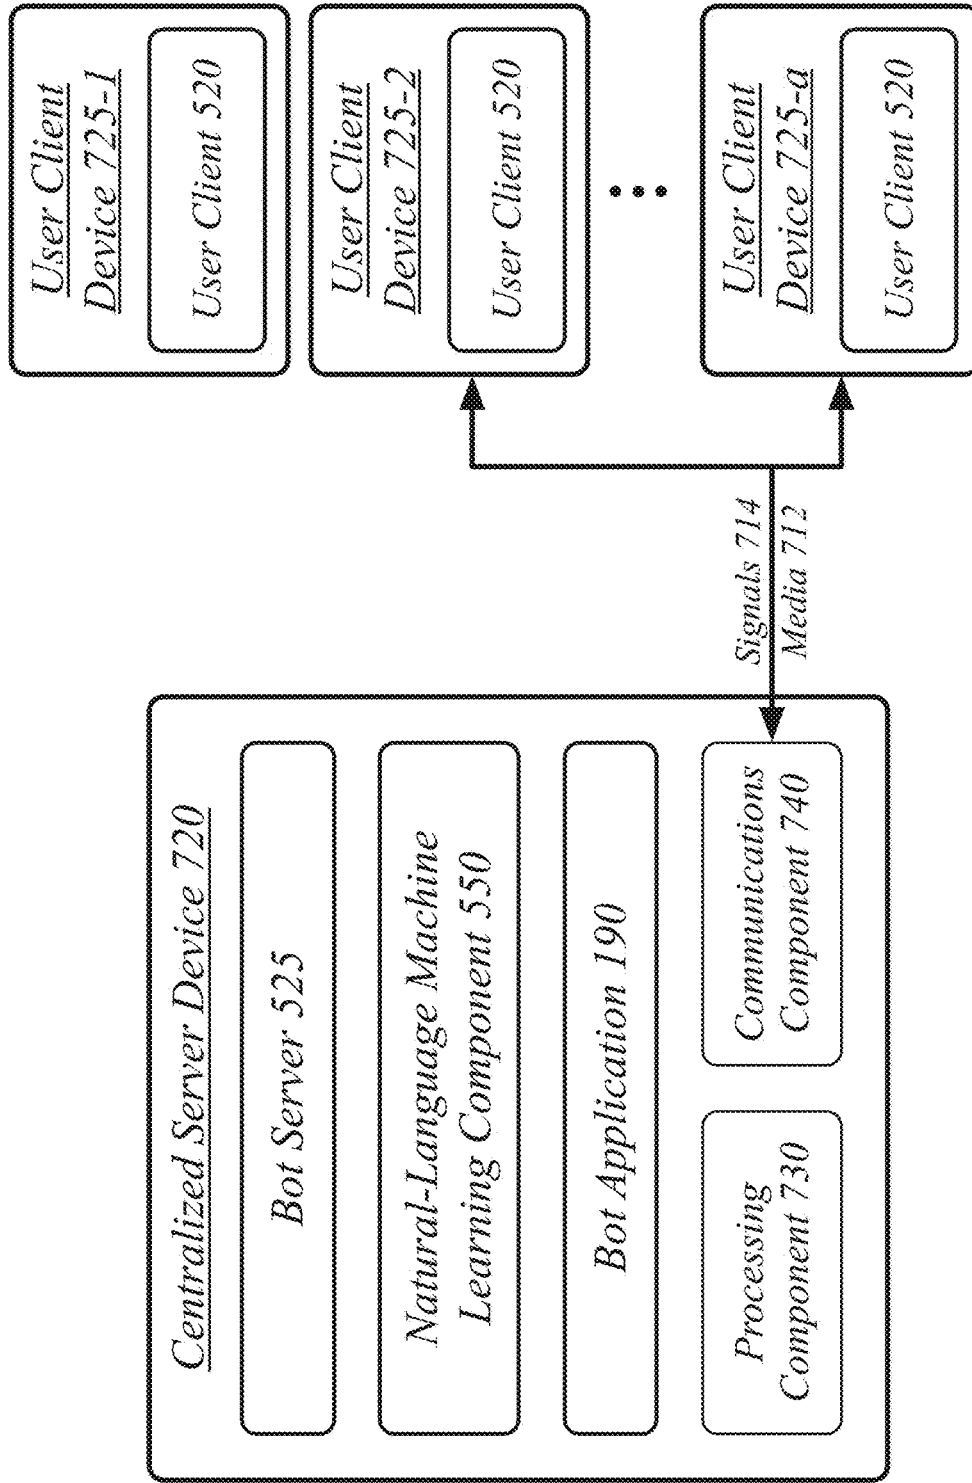 Centralized Server Device 720
Bot Server 525
Natural-Language Machine
Learning Component 550
Bot Application 190
Processing
Component 730
Communications
Component 740
Signals 714
Media 712
User Client
Device 725-1
User Client 520
User Client
Device 725-2
User Client 520
User Client
Device 725-a
User Client 520